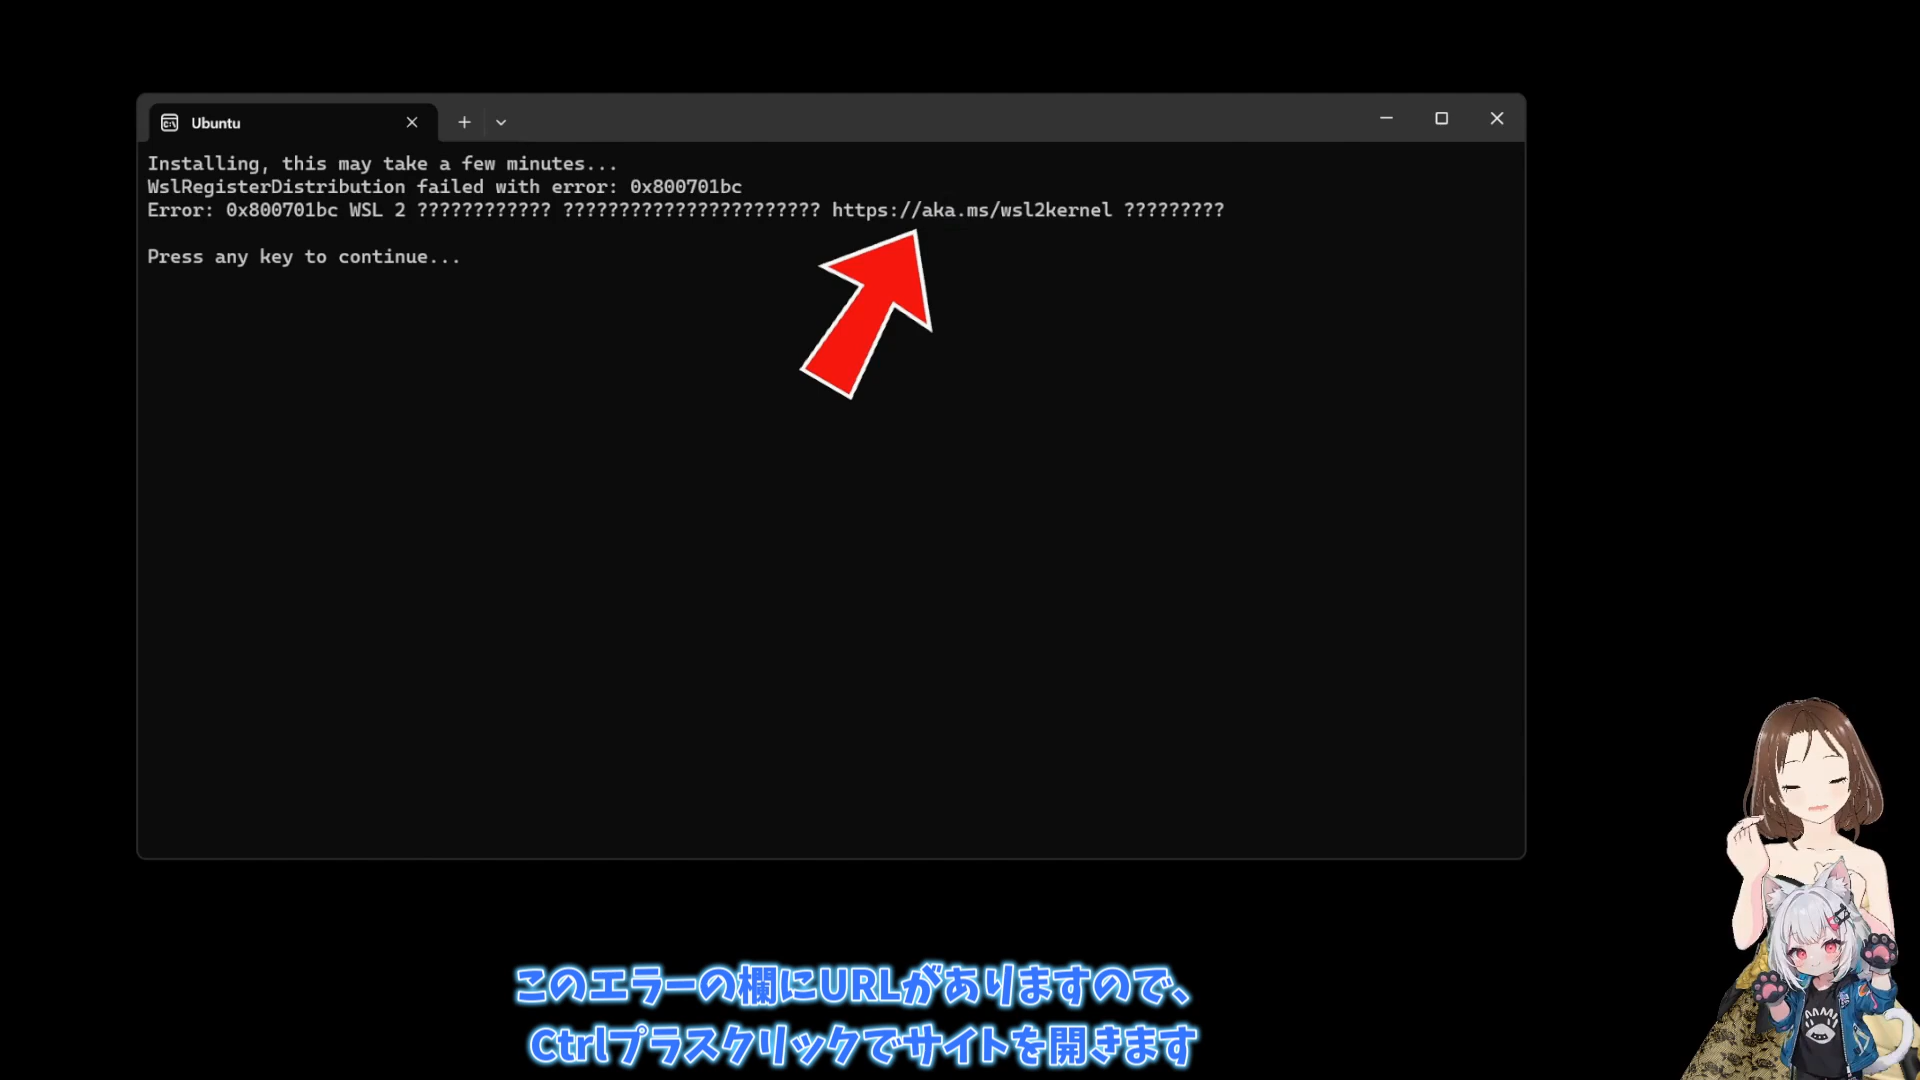 Ubuntu
Installing, this may take a few minutes...
WslRegisterDistribution failed with error: 0x800701bc
Error: 0x800701bc WSL 2 ???????????? ??????????????????????? https://aka.ms/wsl2kernel ?????????
Press any key to continue...
このエラーの欄にURLがありますので、
Ctrlプラスクリックでサイトを開きます